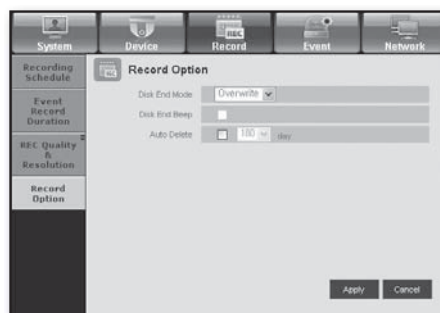 REC
System
Device
Record
Event
Network
Recording
Schedule
Event
Record
Duration
REC Quality
&
Resolution
Record
Option
Record Option
Disk End Mode
Overwrite
Disk End Beep
Auto Delete
180
day
Apply
Cancel